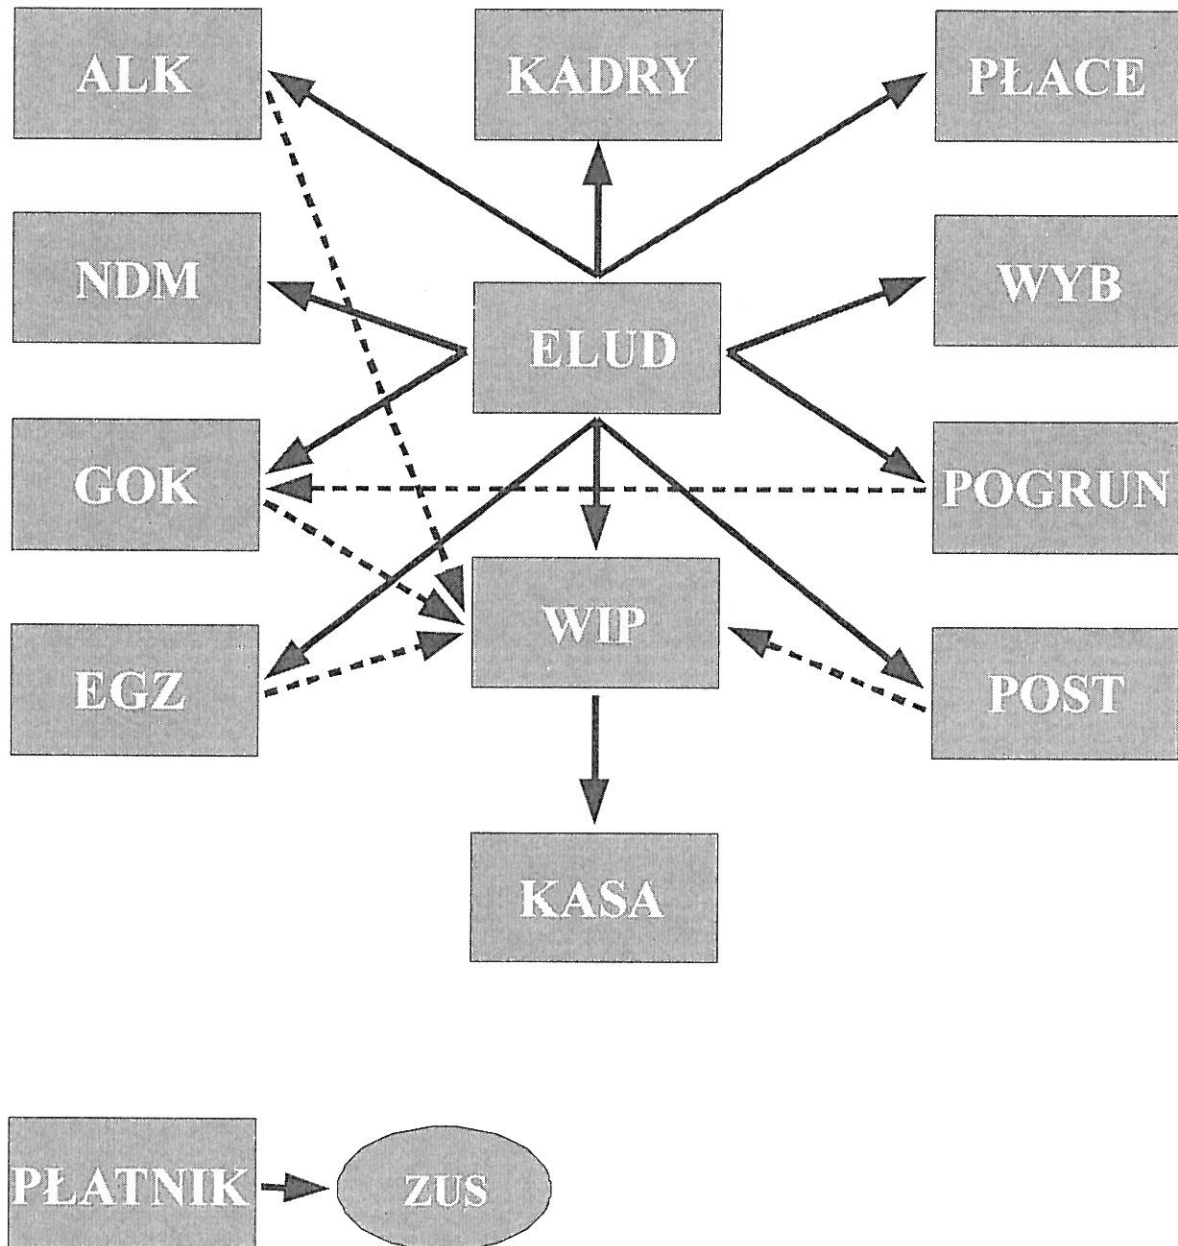 ALK
KADRY
PŁACE
NDM
ELUD
WYB
GOK
POGRUN
WIP
EGZ
POST
KASA
PŁATNIK
ZUS